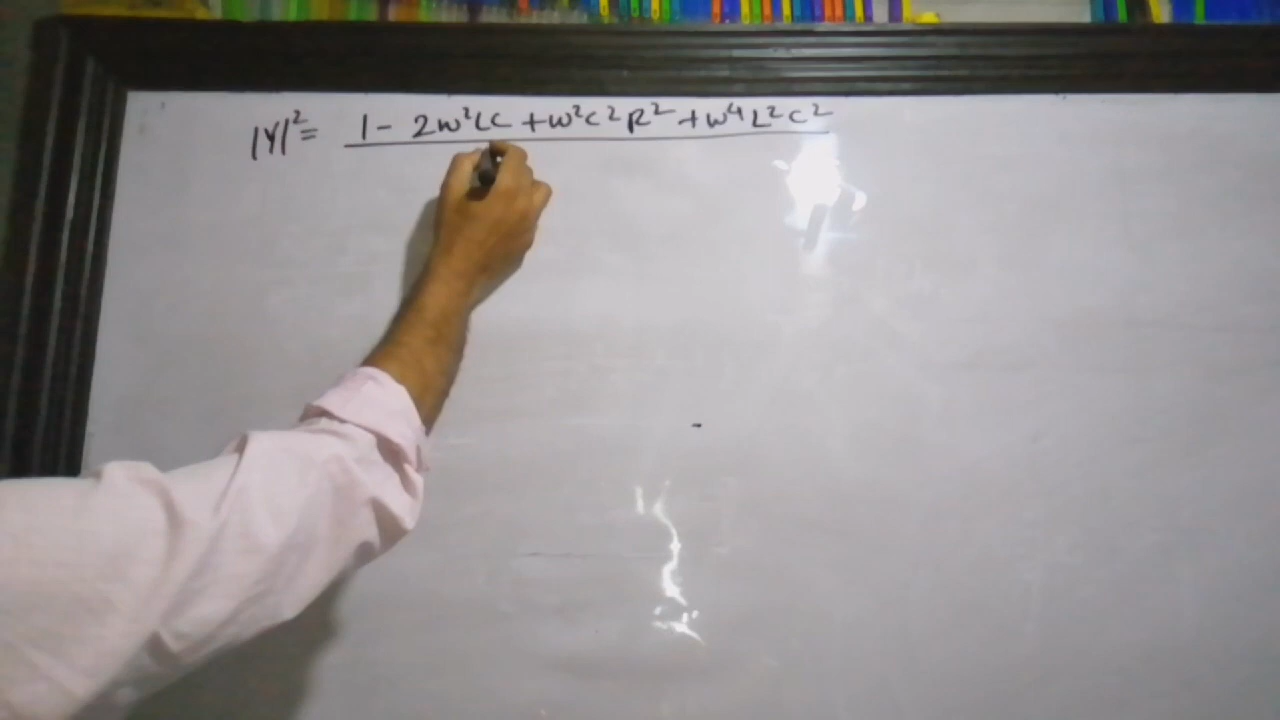 |Y|² = 1 - 2w²LC + w²C²R² + w⁴L²C²